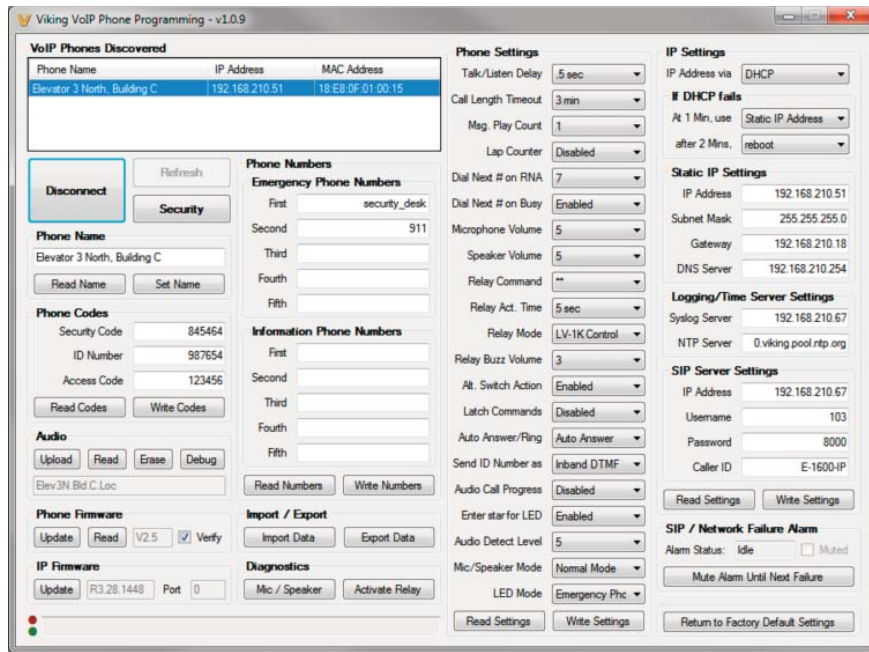 Viking VoIP Phone Programming - v1.0.9
VoIP Phones Discovered
Phone Name IP Address MAC Address
Elevator 3 North, Building C 192.168.210.51 18:E8:0F:01:00:15
Disconnect
Refresh
Security
Phone Name
Elevator 3 North, Building C
Read Name Set Name
Phone Codes
Security Code 845464
ID Number 987654
Access Code 123456
Read Codes Write Codes
Audio
Upload Read Erase Debug
Elev3N.Bld.C.Loc
Phone Firmware
Update Read V2.5 Verify
IP Firmware
Update R3.28.1448 Port 0
Phone Numbers
Emergency Phone Numbers
First security_desk
Second 911
Third
Fourth
Fifth
Information Phone Numbers
First
Second
Third
Fourth
Fifth
Read Numbers Write Numbers
Import / Export
Import Data Export Data
Diagnostics
Mic / Speaker Activate Relay
Phone Settings
Talk/Listen Delay .5 sec
Call Length Timeout 3 min
Msg. Play Count 1
Lap Counter Disabled
Dial Next # on RNA 7
Dial Next # on Busy Enabled
Microphone Volume 5
Speaker Volume 5
Relay Command **
Relay Act. Time 5 sec
Relay Mode LV-1K Control
Relay Buzz Volume 3
Alt. Switch Action Enabled
Latch Commands Disabled
Auto Answer/Ring Auto Answer
Send ID Number as Inband DTMF
Audio Call Progress Disabled
Enter star for LED Enabled
Audio Detect Level 5
Mic/Speaker Mode Normal Mode
LED Mode Emergency Phc
Read Settings Write Settings
IP Settings
IP Address via DHCP
If DHCP fails
At 1 Min, use Static IP Address
after 2 Mins, reboot
Static IP Settings
IP Address 192.168.210.51
Subnet Mask 255.255.255.0
Gateway 192.168.210.18
DNS Server 192.168.210.254
Logging/Time Server Settings
Syslog Server 192.168.210.67
NTP Server 0.viking.pool.ntp.org
SIP Server Settings
IP Address 192.168.210.67
Username 103
Password 8000
Caller ID E-1600-IP
Read Settings Write Settings
SIP / Network Failure Alarm
Alarm Status: Idle Muted
Mute Alarm Until Next Failure
Return to Factory Default Settings